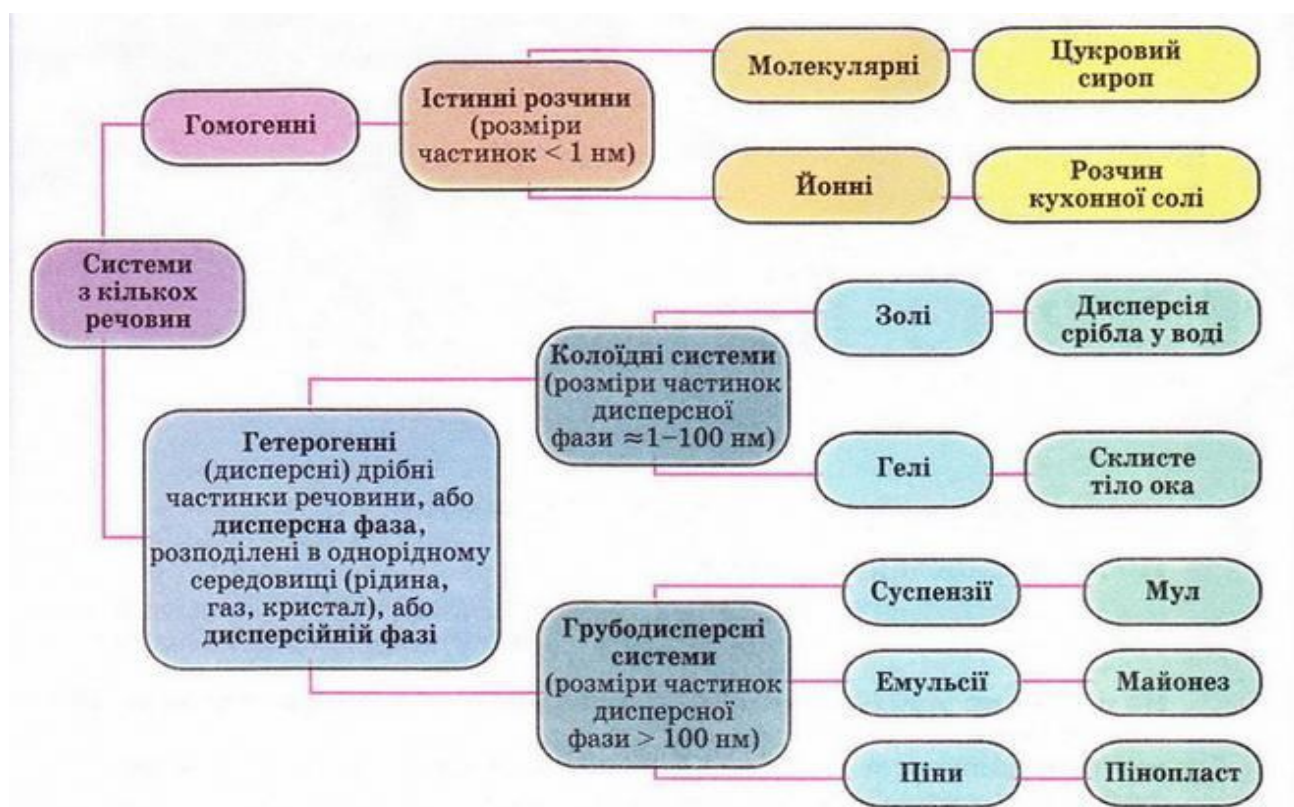 Системи
з кількох
речовин
Гомогенні
Істинні розчини
(розміри
частинок < 1 нм)
Молекулярні
Цукровий
сироп
Йонні
Розчин
кухонної солі
Гетерогенні
(дисперсні) дрібні
частинки речовини, або
дисперсна фаза,
розподілені в однорідному
середовищі (рідина,
газ, кристал), або
дисперсійній фазі
Колоїдні системи
(розміри частинок
дисперсної
фази ≈1–100 нм)
Золі
Дисперсія
срібла у воді
Гелі
Склисте
тіло ока
Грубодисперсні
системи
(розміри частинок
дисперсної
фази > 100 нм)
Суспензії
Мул
Емульсії
Майонез
Піни
Пінопласт